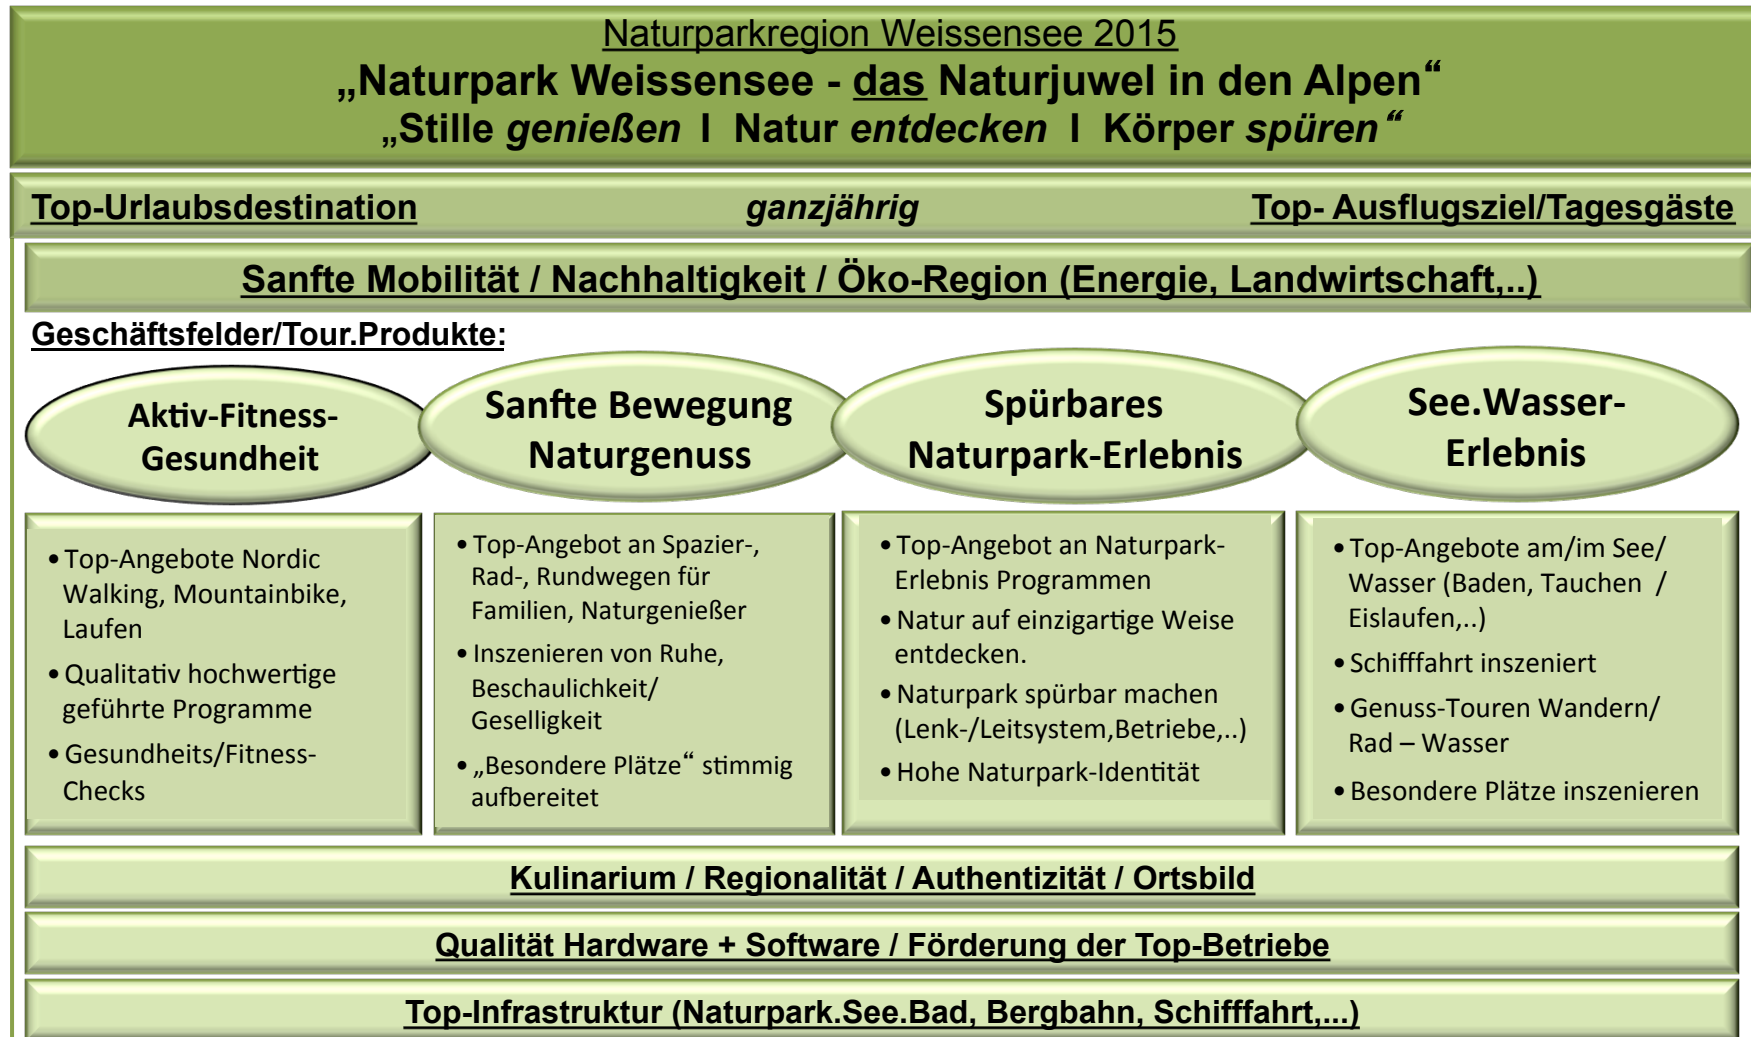 Naturparkregion Weissensee 2015
„Naturpark Weissensee - das Naturjuwel in den Alpen“
„Stille genießen I Natur entdecken I Körper spüren“
Top-Urlaubsdestination ganzjährig Top- Ausflugsziel/Tagesgäste
Sanfte Mobilität / Nachhaltigkeit / Öko-Region (Energie, Landwirtschaft,..)
Geschäftsfelder/Tour.Produkte:
Aktiv-Fitness-
Gesundheit
Sanfte Bewegung
Naturgenuss
Spürbares
Naturpark-Erlebnis
See.Wasser-
Erlebnis
• Top-Angebote Nordic
Walking, Mountainbike,
Laufen
• Qualitativ hochwertige
geführte Programme
• Gesundheits/Fitness-
Checks
• Top-Angebot an Spazier-,
Rad-, Rundwegen für
Familien, Naturgenießer
• Inszenieren von Ruhe,
Beschaulichkeit/
Geselligkeit
• „Besondere Plätze“ stimmig
aufbereitet
• Top-Angebot an Naturpark-
Erlebnis Programmen
• Natur auf einzigartige Weise
entdecken.
• Naturpark spürbar machen
(Lenk-/Leitsystem,Betriebe,..)
• Hohe Naturpark-Identität
• Top-Angebote am/im See/
Wasser (Baden, Tauchen /
Eislaufen,..)
• Schifffahrt inszeniert
• Genuss-Touren Wandern/
Rad – Wasser
• Besondere Plätze inszenieren
Kulinarium / Regionalität / Authentizität / Ortsbild
Qualität Hardware + Software / Förderung der Top-Betriebe
Top-Infrastruktur (Naturpark.See.Bad, Bergbahn, Schifffahrt,...)